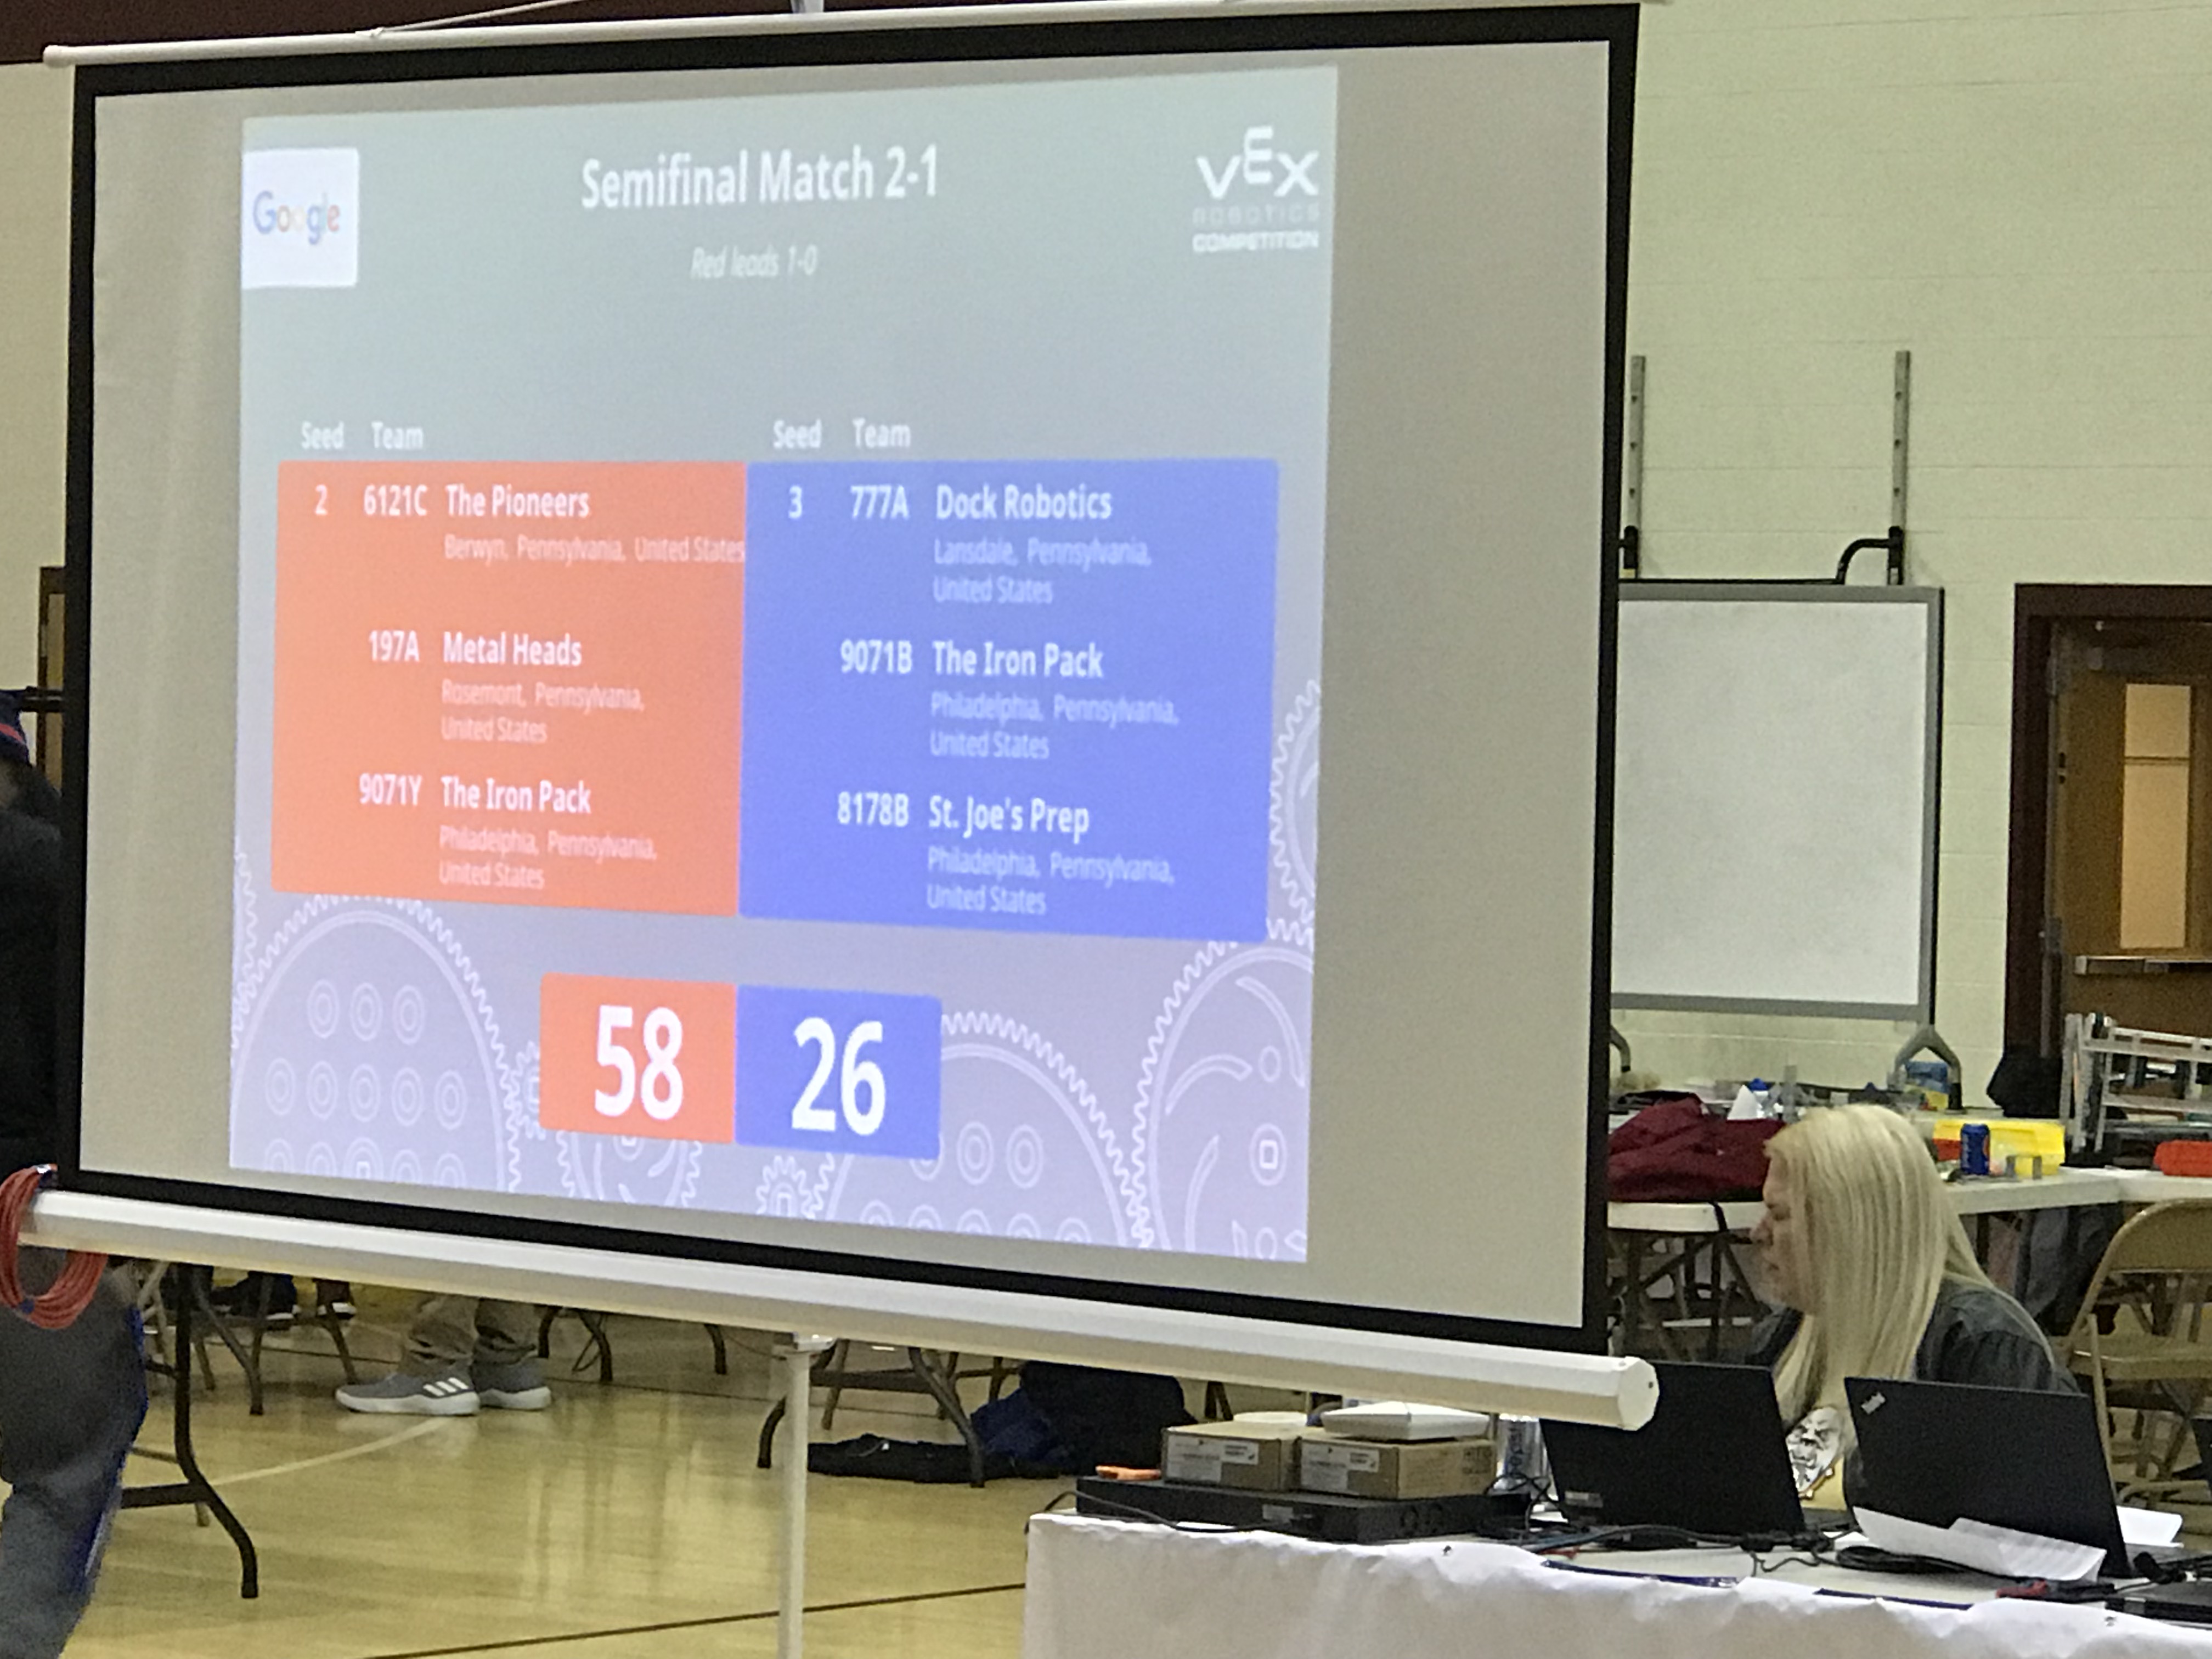 Google
Semifinal Match 2-1
VEX
ROBOTICS
COMPETITION
Red leads 1-0
Seed Team
2 6121C The Pioneers
Berwyn, Pennsylvania, United States
197A Metal Heads
Rosemont, Pennsylvania,
United States
9071Y The Iron Pack
Philadelphia, Pennsylvania,
United States
Seed Team
3 777A Dock Robotics
Lansdale, Pennsylvania,
United States
9071B The Iron Pack
Philadelphia, Pennsylvania,
United States
8178B St. Joe's Prep
Philadelphia, Pennsylvania,
United States
58
26